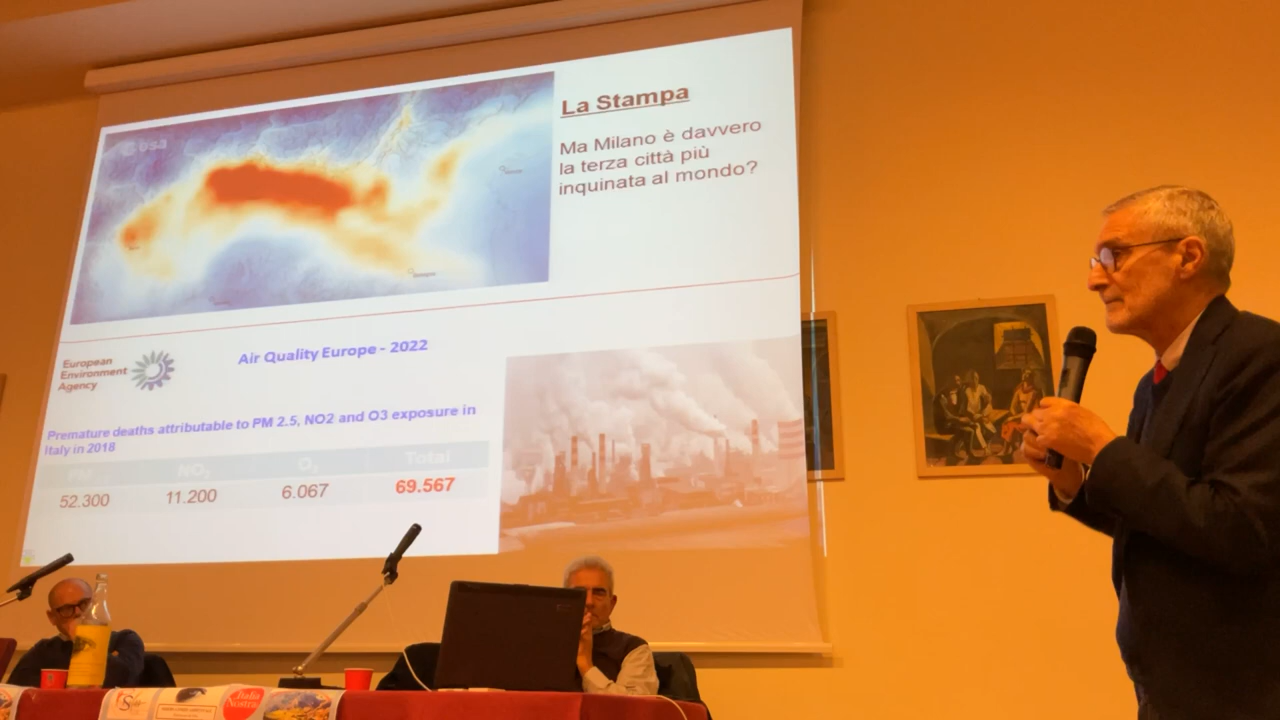 esa
La Stampa
Ma Milano è davvero
la terza città più
inquinata al mondo?
European
Environment
Agency
Air Quality Europe - 2022
Premature deaths attributable to PM 2.5, NO2 and O3 exposure in
Italy in 2018
PM NO₂ O₃ Total
52.300 11.200 6.067 69.567
Italia
Nostra